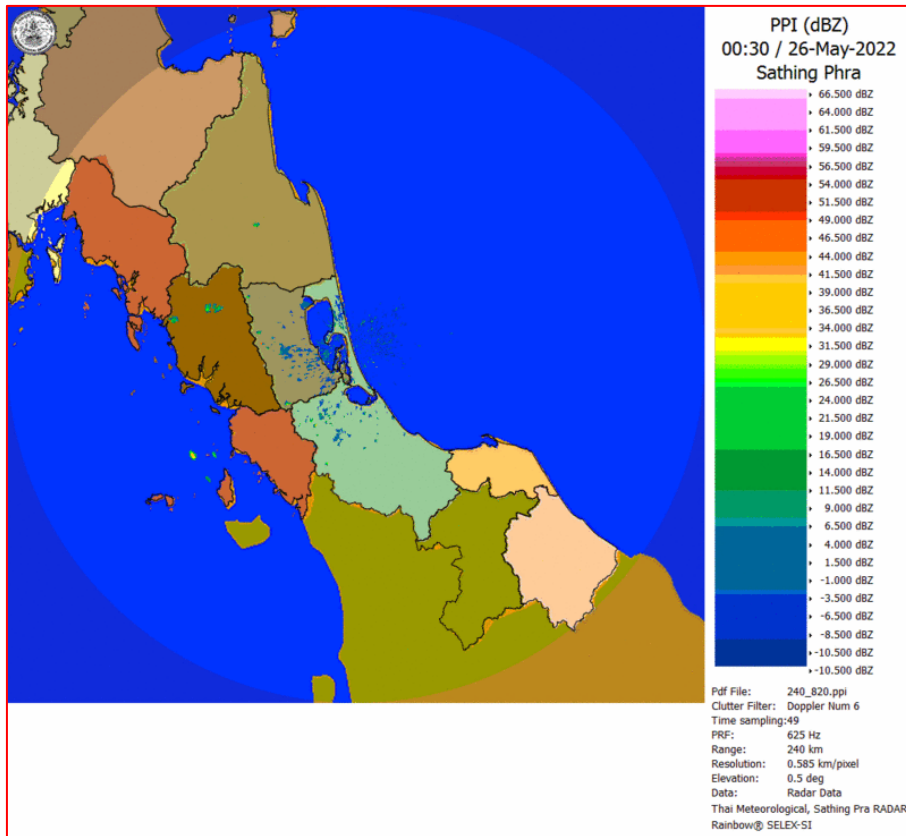 PPI (dBZ)
00:30 / 26-May-2022
Sathing Phra
66.500 dBZ
64.000 dBZ
61.500 dBZ
59.500 dBZ
56.500 dBZ
54.000 dBZ
51.500 dBZ
49.000 dBZ
46.500 dBZ
44.000 dBZ
41.500 dBZ
39.000 dBZ
36.500 dBZ
34.000 dBZ
31.500 dBZ
29.000 dBZ
26.500 dBZ
24.000 dBZ
21.500 dBZ
19.000 dBZ
16.500 dBZ
14.000 dBZ
11.500 dBZ
9.000 dBZ
6.500 dBZ
4.000 dBZ
1.500 dBZ
-1.000 dBZ
-3.500 dBZ
-6.500 dBZ
-8.500 dBZ
-10.500 dBZ
-10.500 dBZ
Pdf File: 240_820.ppi
Clutter Filter: Doppler Num 6
Time sampling:49
PRF: 625 Hz
Range: 240 km
Resolution: 0.585 km/pixel
Elevation: 0.5 deg
Data: Radar Data
Thai Meteorological, Sathing Pra RADAR
Rainbow® SELEX-SI